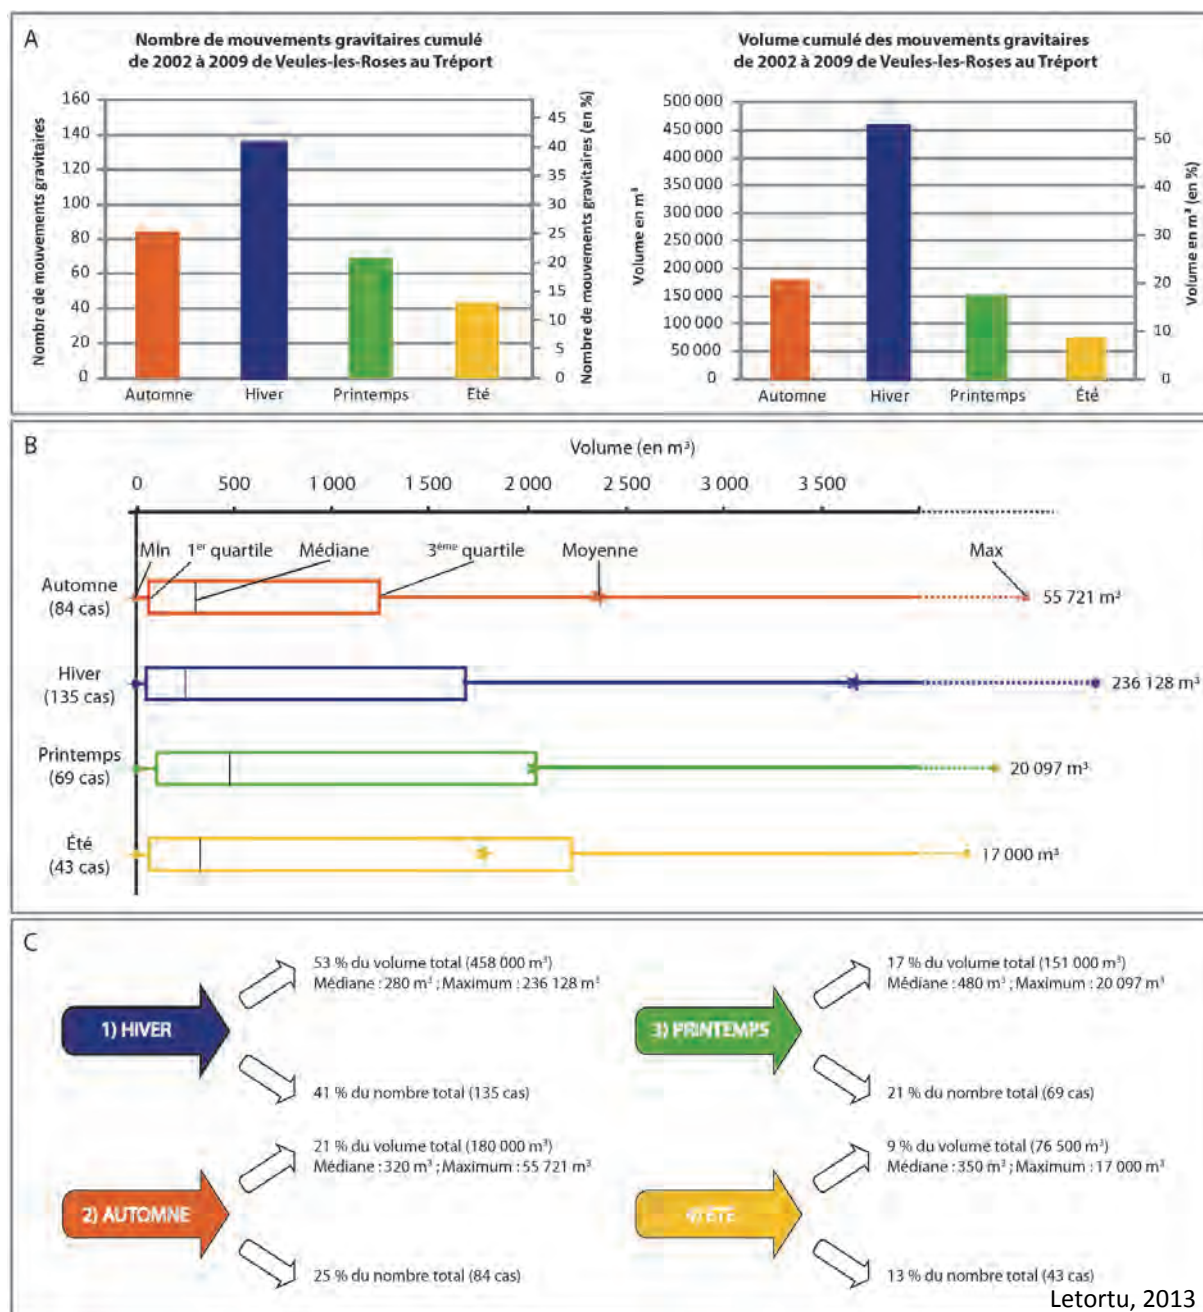 A
Nombre de mouvements gravitaires cumulé
de 2002 à 2009 de Veules-les-Roses au Tréport
Nombre de mouvements gravitaires
160
140
120
100
80
60
40
20
0
45
40
35
30
25
20
15
10
5
0
Nombre de mouvements gravitaires (en %)
Automne
Hiver
Printemps
Eté
Volume cumulé des mouvements gravitaires
de 2002 à 2009 de Veules-les-Roses au Tréport
Volume en m³
500 000
450 000
400 000
350 000
300 000
250 000
200 000
150 000
100 000
50 000
0
50
40
30
20
10
0
Volume en m³ (en %)
Automne
Hiver
Printemps
Été
B
Volume (en m³)
0
500
1 000
1 500
2 000
2 500
3 000
3 500
MIn
1er quartile
Médiane
3ème quartile
Moyenne
Max
Automne
(84 cas)
55 721 m³
Hiver
(135 cas)
236 128 m³
Printemps
(69 cas)
20 097 m³
Été
(43 cas)
17 000 m³
C
1) HIVER
53 % du volume total (458 000 m³)
Médiane : 280 m³ ; Maximum : 236 128 m³
41 % du nombre total (135 cas)
3) PRINTEMPS
17 % du volume total (151 000 m³)
Médiane : 480 m³ ; Maximum : 20 097 m³
21 % du nombre total (69 cas)
2) AUTOMNE
21 % du volume total (180 000 m³)
Médiane : 320 m³ ; Maximum : 55 721 m³
25 % du nombre total (84 cas)
4) ÉTÉ
9 % du volume total (76 500 m³)
Médiane : 350 m³ ; Maximum : 17 000 m³
13 % du nombre total (43 cas)
Letortu, 2013